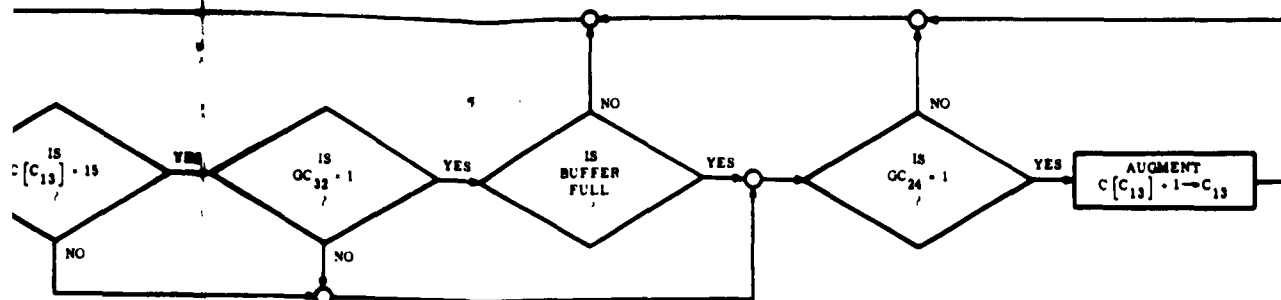 NO
NO
IS
C[C13] = 15
?
YES
IS
GC32 = 1
?
YES
IS
BUFFER
FULL
?
YES
IS
GC24 = 1
?
YES
AUGMENT
C[C13] + 1→C13
NO
NO